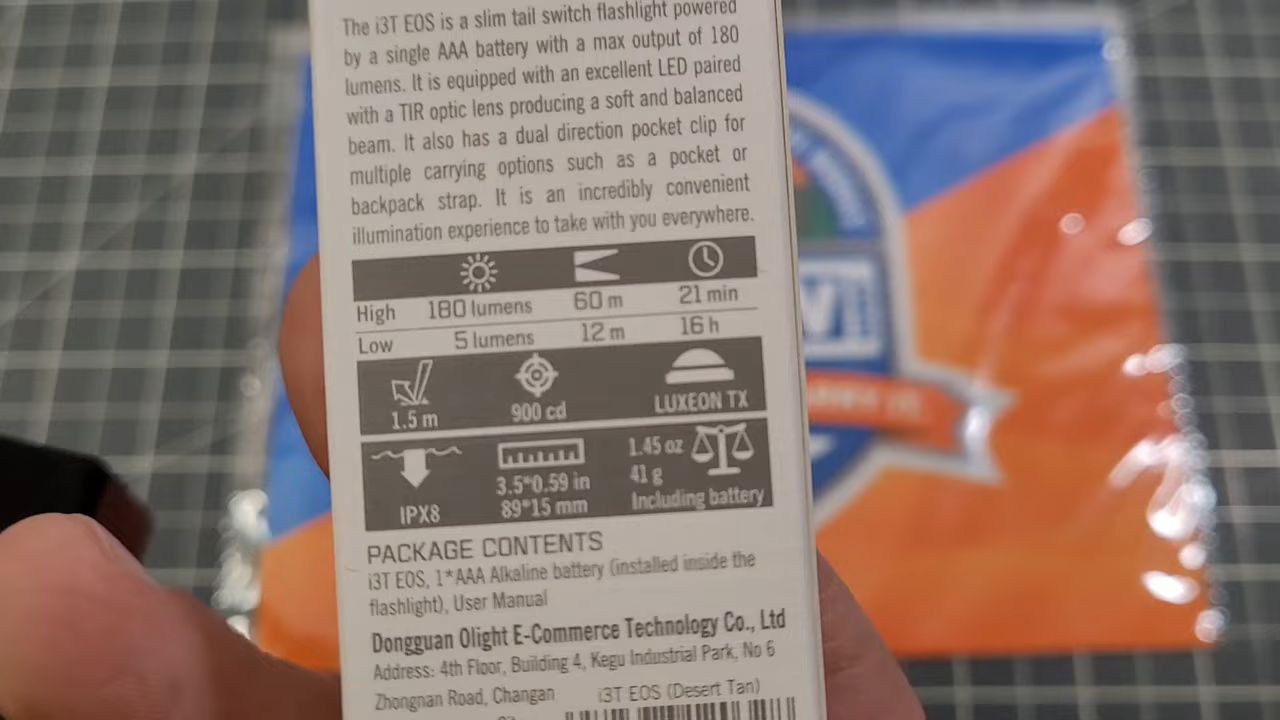 The i3T EOS is a slim tail switch flashlight powered
by a single AAA battery with a max output of 180
lumens. It is equipped with an excellent LED paired
with a TIR optic lens producing a soft and balanced
beam. It also has a dual direction pocket clip for
multiple carrying options such as a pocket or
backpack strap. It is an incredibly convenient
illumination experience to take with you everywhere.
High 180 lumens 60 m 21 min
Low 5 lumens 12 m 16 h
1.5 m 900 cd LUXEON TX
IPX8
3.5*0.59 in
89*15 mm
1.45 oz
41 g
Including battery
PACKAGE CONTENTS
i3T EOS, 1*AAA Alkaline battery (installed inside the
flashlight), User Manual
Dongguan Olight E-Commerce Technology Co., Ltd
Address: 4th Floor, Building 4, Kegu Industrial Park, No 6
Zhongnan Road, Changan i3T EOS (Desert Tan)